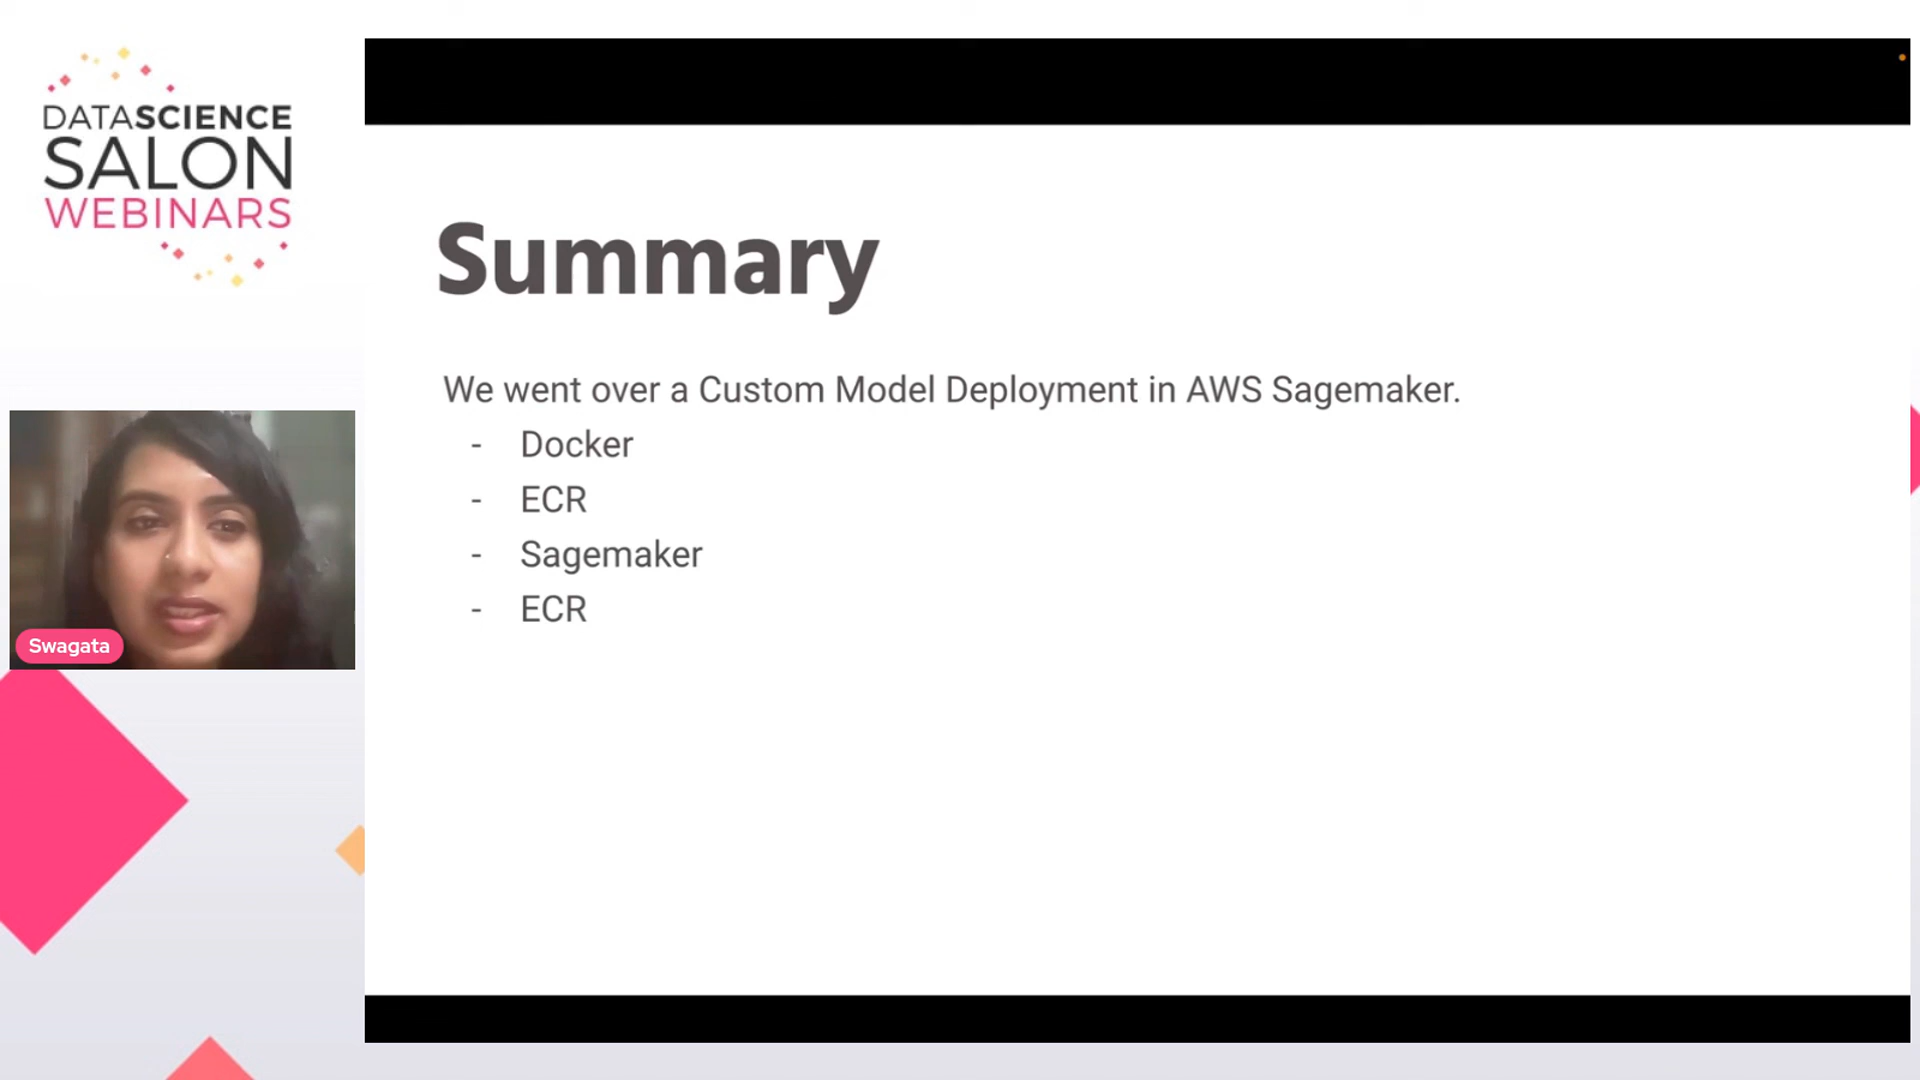 DATASCIENCE
SALON
WEBINARS
Swagata
Summary
We went over a Custom Model Deployment in AWS Sagemaker.
- Docker
- ECR
- Sagemaker
- ECR